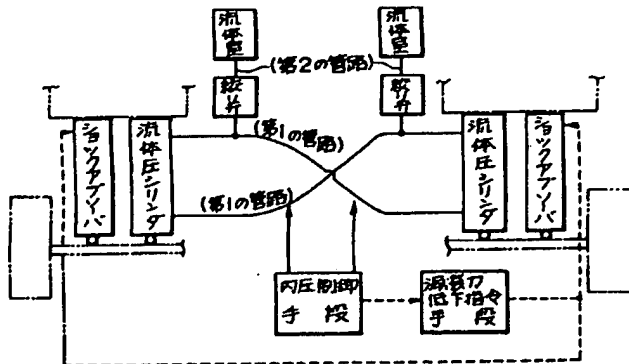 流体室
流体室
(第2の管路)
絞弁
絞弁
ショックアブソーバ
流体圧シリンダ
(第1の管路)
(第1の管路)
流体圧シリンダ
ショックアブソーバ
内圧制御
手段
減衰力
低下指令
手段